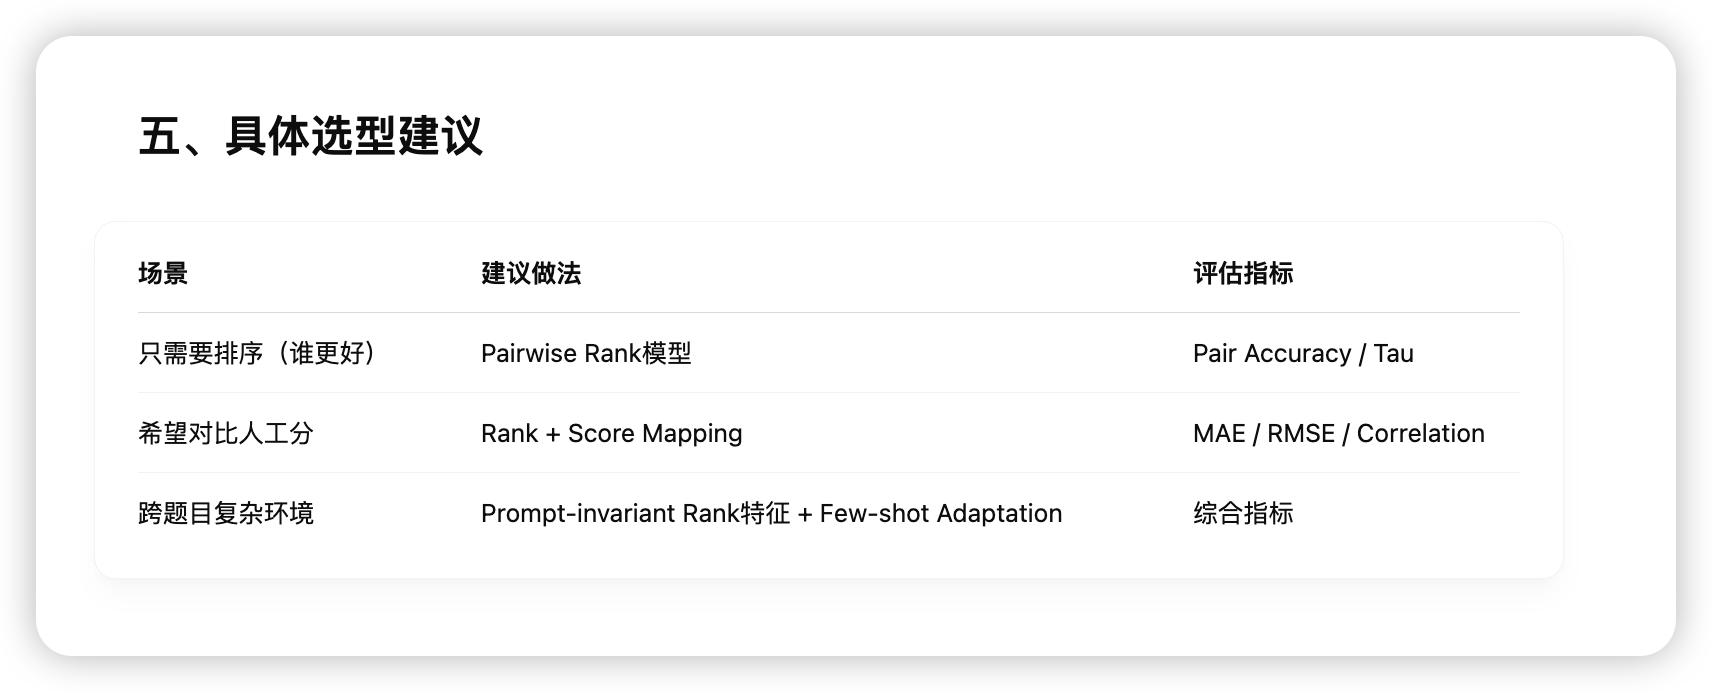 五、具体选型建议
场景 建议做法 评估指标
只需要排序（谁更好） Pairwise Rank模型 Pair Accuracy / Tau
希望对比人工分 Rank + Score Mapping MAE / RMSE / Correlation
跨题目复杂环境 Prompt-invariant Rank特征 + Few-shot Adaptation 综合指标